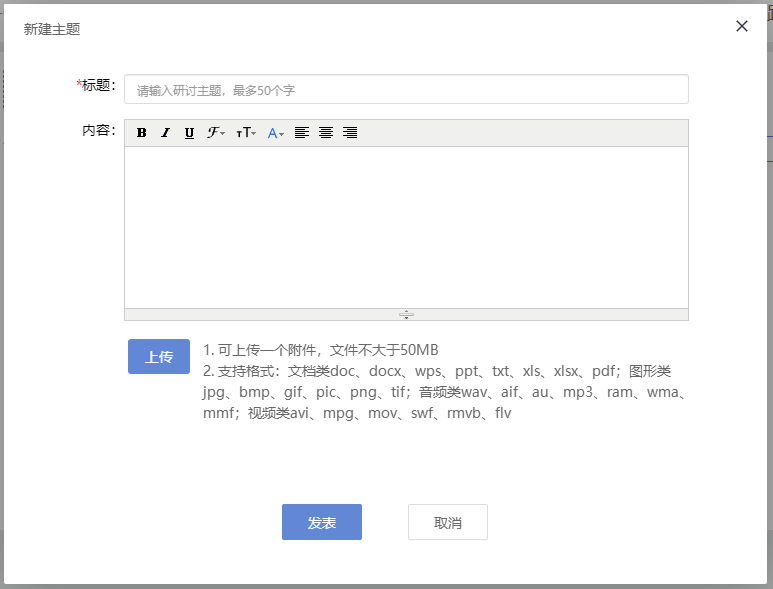 新建主题
*标题：
请输入研讨主题，最多50个字
内容：
B I U ℱ тT A
上传
1. 可上传一个附件，文件不大于50MB
2. 支持格式：文档类doc、docx、wps、ppt、txt、xls、xlsx、pdf；图形类
jpg、bmp、gif、pic、png、tif；音频类wav、aif、au、mp3、ram、wma、
mmf；视频类avi、mpg、mov、swf、rmvb、flv
发表
取消